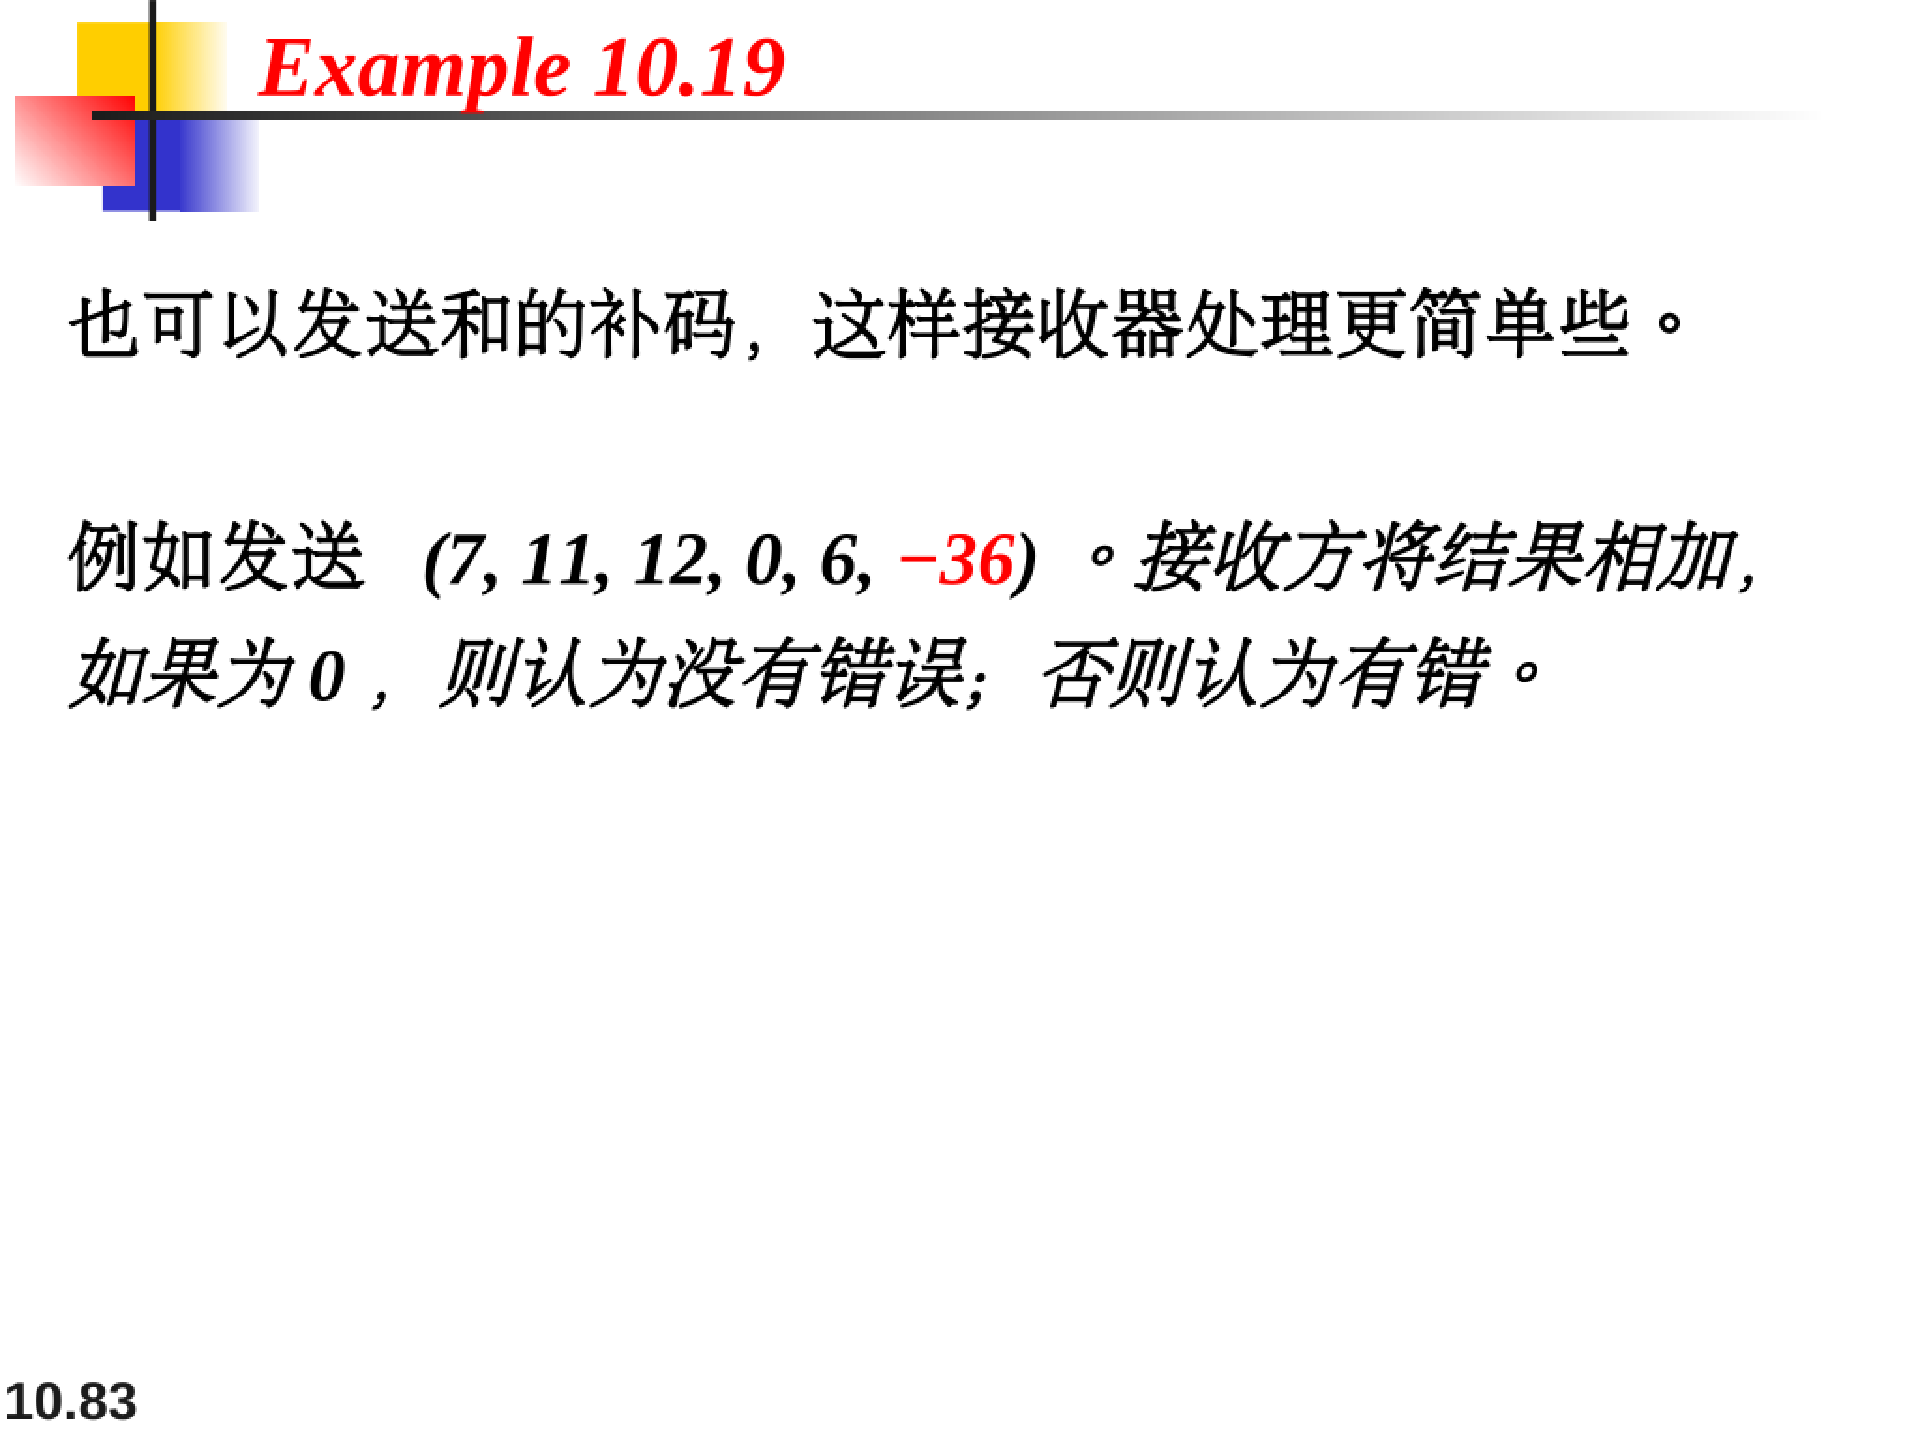 Example 10.19
也可以发送和的补码，这样接收器处理更简单些。
例如发送 (7, 11, 12, 0, 6, −36) 。接收方将结果相加，
如果为 0 ，则认为没有错误；否则认为有错。
10.83